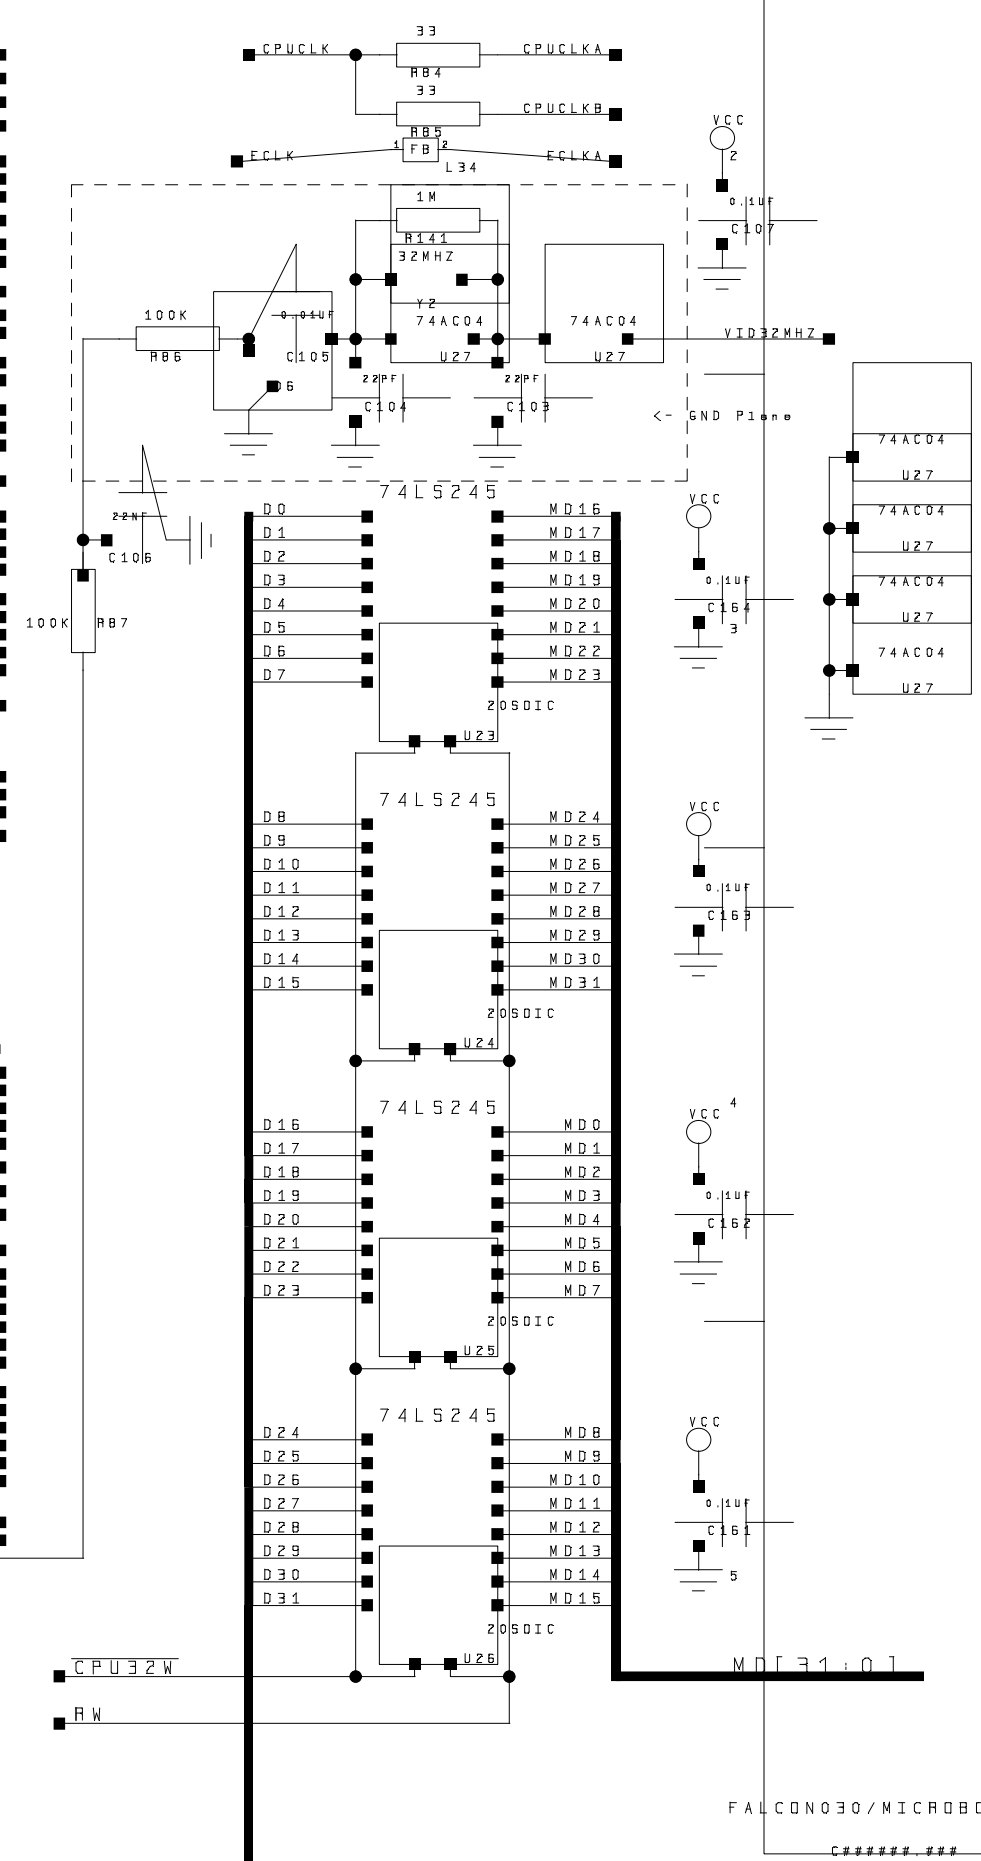 33
CPUCLK CPUCLKA
R84
33
CPUCLKB
R85
1 FB 2
ECLK ECLKA
L34
VCC
2
0.1UF
C107
1M
R141
32MHZ
Y2
100K
R86
0.01UF
C105
D6
74AC04
U27
74AC04
U27
VID32MHZ
22PF
C104
22PF
C103
<- GND Plane
74AC04
U27
74AC04
U27
74AC04
U27
74AC04
U27
22NF
C106
100K R87
74LS245
D0 MD16
D1 MD17
D2 MD18
D3 MD19
D4 MD20
D5 MD21
D6 MD22
D7 MD23
20SOIC
U23
VCC
0.1UF
C164
3
74LS245
D8 MD24
D9 MD25
D10 MD26
D11 MD27
D12 MD28
D13 MD29
D14 MD30
D15 MD31
20SOIC
U24
VCC
0.1UF
C163
74LS245
D16 MD0
D17 MD1
D18 MD2
D19 MD3
D20 MD4
D21 MD5
D22 MD6
D23 MD7
20SOIC
U25
4
VCC
0.1UF
C162
74LS245
D24 MD8
D25 MD9
D26 MD10
D27 MD11
D28 MD12
D29 MD13
D30 MD14
D31 MD15
20SOIC
U26
VCC
0.1UF
C161
5
CPU32W
MD[31:0]
RW
FALCON030/MICROBO
C######.###